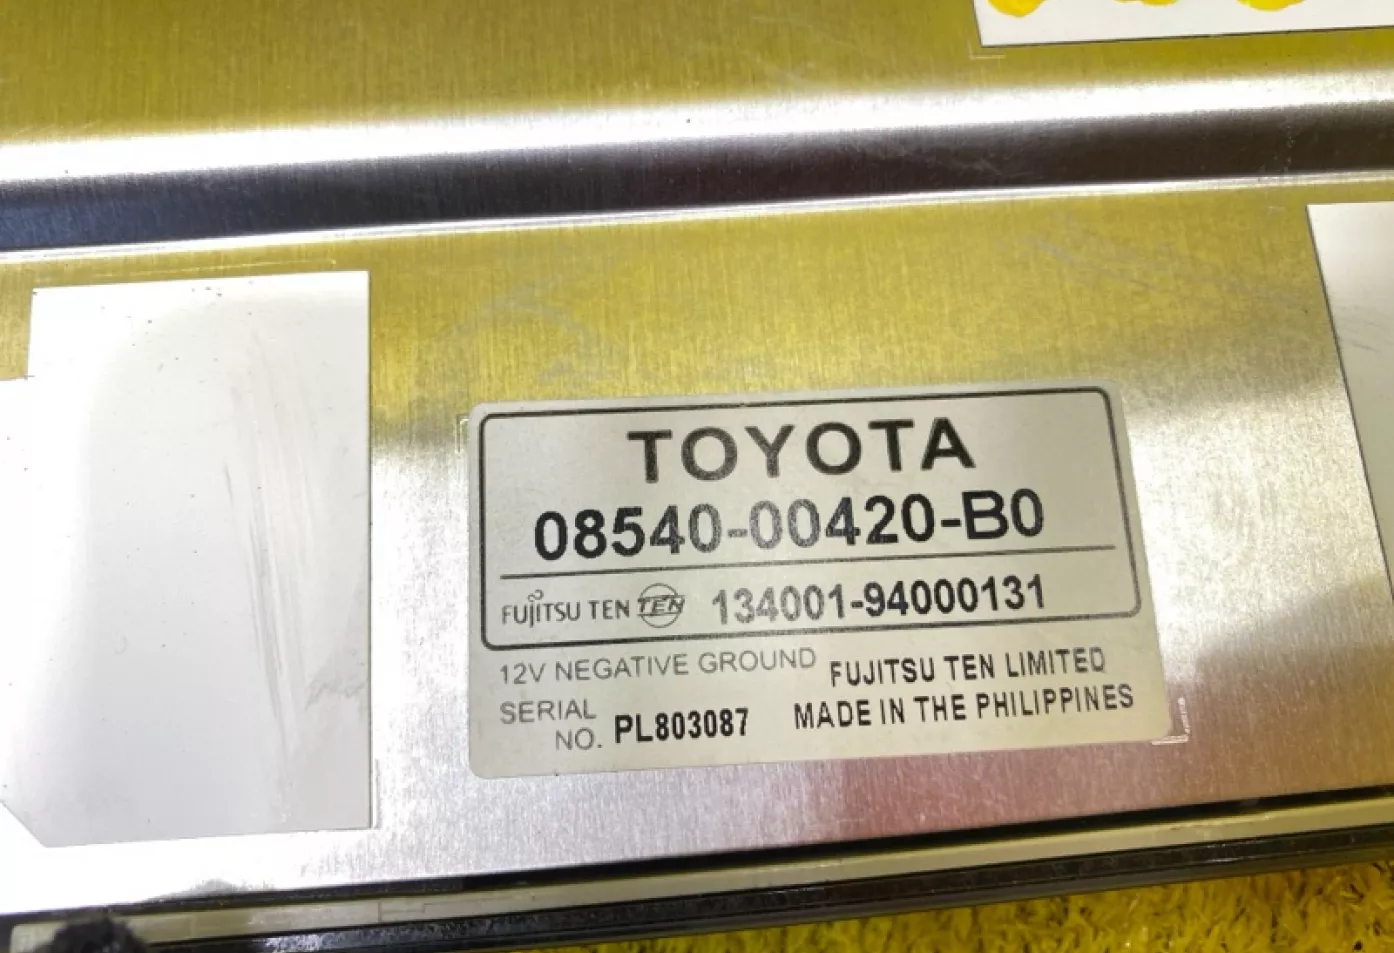 TOYOTA
08540-00420-B0
FUJITSU TEN TEN 134001-94000131
12V NEGATIVE GROUND FUJITSU TEN LIMITED
SERIAL NO. PL803087 MADE IN THE PHILIPPINES